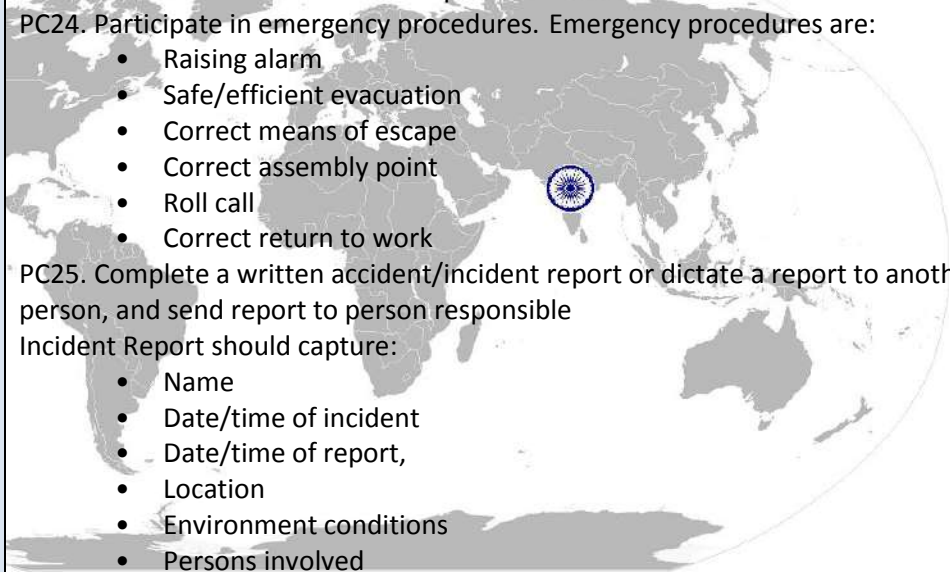 PC24. Participate in emergency procedures. Emergency procedures are:
• Raising alarm
• Safe/efficient evacuation
• Correct means of escape
• Correct assembly point
• Roll call
• Correct return to work
PC25. Complete a written accident/incident report or dictate a report to anoth
person, and send report to person responsible
Incident Report should capture:
• Name
• Date/time of incident
• Date/time of report,
• Location
• Environment conditions
• Persons involved